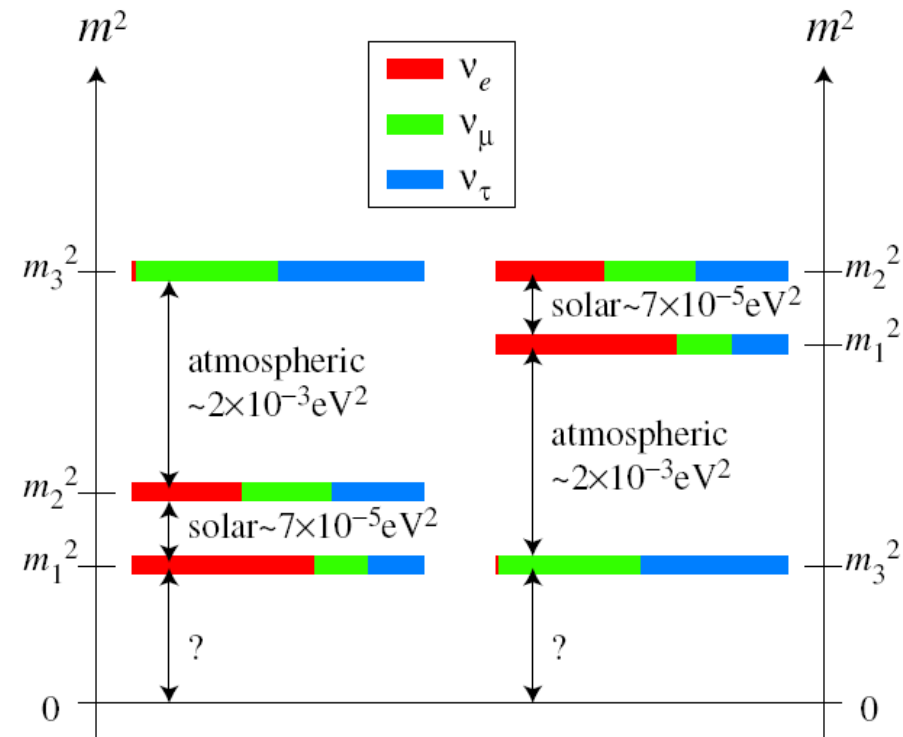 m² m²
νₑ
ν_μ
ν_τ
m₃² m₂²
solar~7×10⁻⁵eV²
m₁²
atmospheric
~2×10⁻³eV²
atmospheric
~2×10⁻³eV²
m₂²
solar~7×10⁻⁵eV²
m₁² m₃²
? ?
0 0